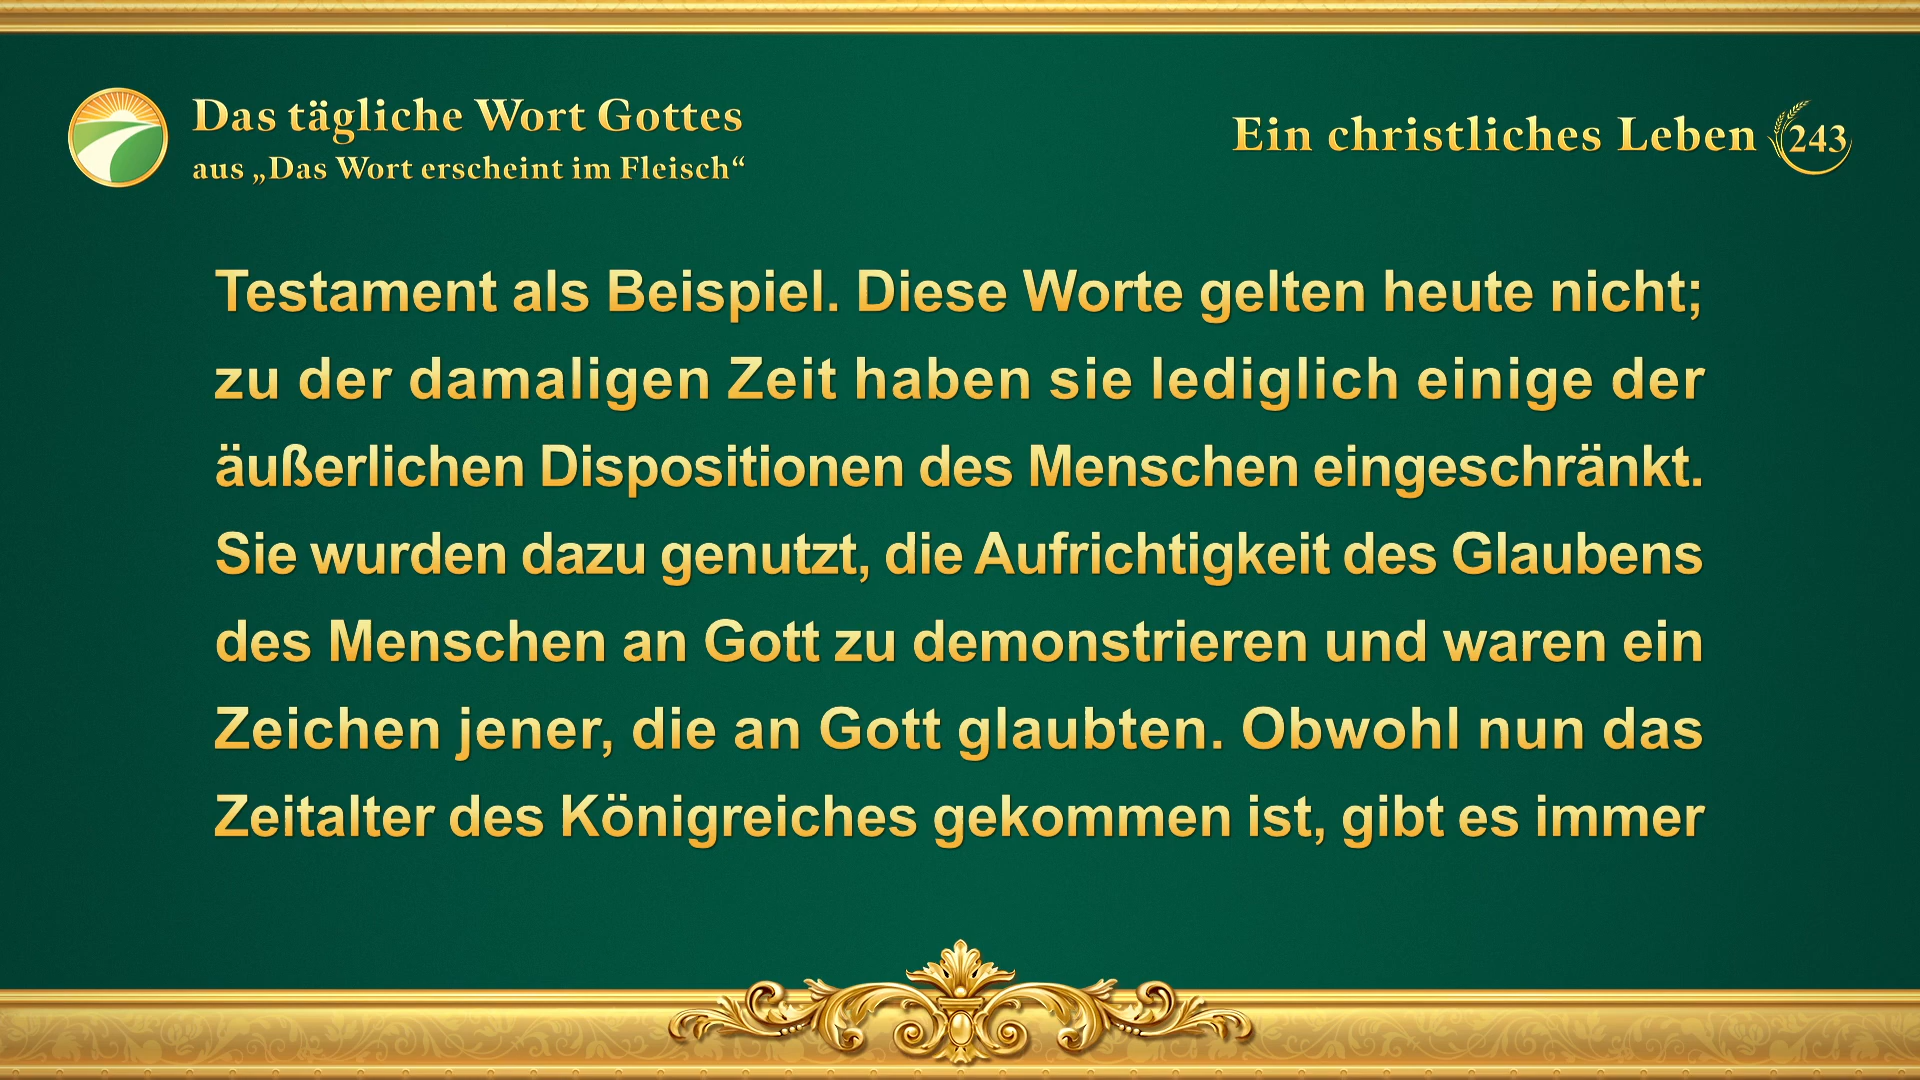 Das tägliche Wort Gottes
aus „Das Wort erscheint im Fleisch“
Ein christliches Leben 243
Testament als Beispiel. Diese Worte gelten heute nicht;
zu der damaligen Zeit haben sie lediglich einige der
äußerlichen Dispositionen des Menschen eingeschränkt.
Sie wurden dazu genutzt, die Aufrichtigkeit des Glaubens
des Menschen an Gott zu demonstrieren und waren ein
Zeichen jener, die an Gott glaubten. Obwohl nun das
Zeitalter des Königreiches gekommen ist, gibt es immer